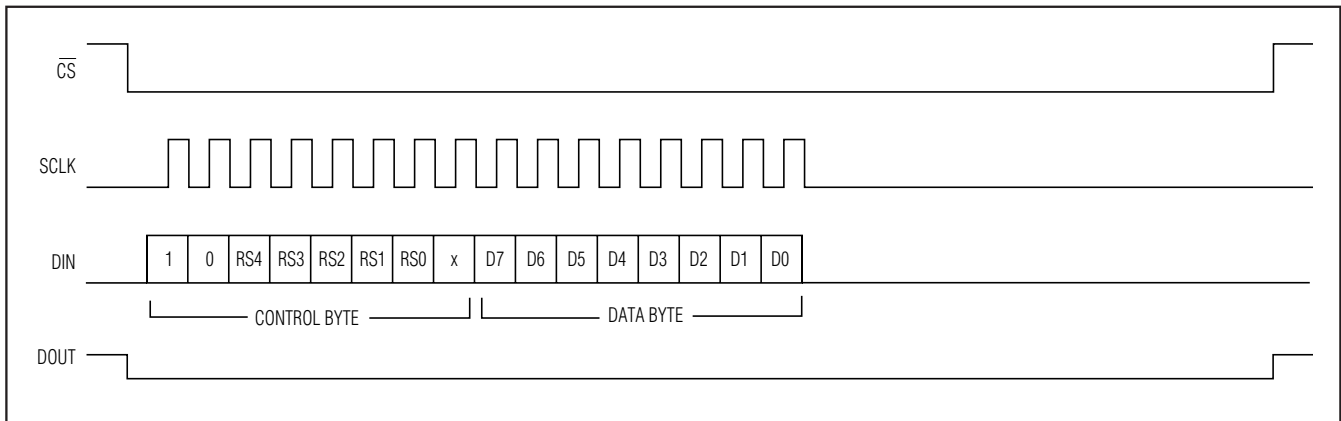 C̅S̅
SCLK
DIN 1 0 RS4 RS3 RS2 RS1 RS0 x D7 D6 D5 D4 D3 D2 D1 D0
CONTROL BYTE DATA BYTE
DOUT